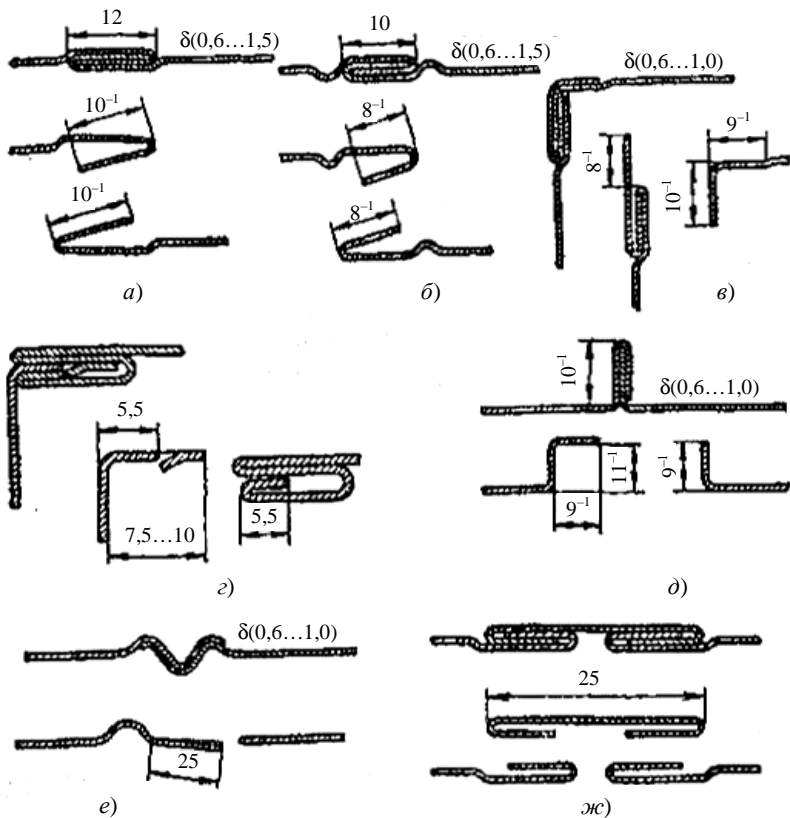 12
δ(0,6...1,5)
10⁻¹
10⁻¹
а)
10
δ(0,6...1,5)
8⁻¹
8⁻¹
б)
δ(0,6...1,0)
8⁻¹
9⁻¹
10⁻¹
в)
5,5
7,5...10
5,5
г)
10⁻¹
δ(0,6...1,0)
11⁻¹
9⁻¹
9⁻¹
д)
δ(0,6...1,0)
25
е)
25
ж)